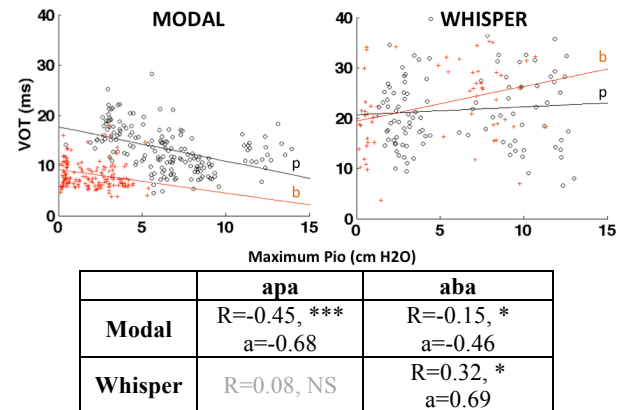 MODAL
WHISPER
40
30
20
10
0
VOT (ms)
p
b
0 5 10 15
40
30
20
10
0
b
p
0 5 10 15
Maximum Pio (cm H2O)
apa aba
Modal R=-0.45, *** R=-0.15, *
a=-0.68 a=-0.46
Whisper R=0.08, NS R=0.32, *
a=0.69